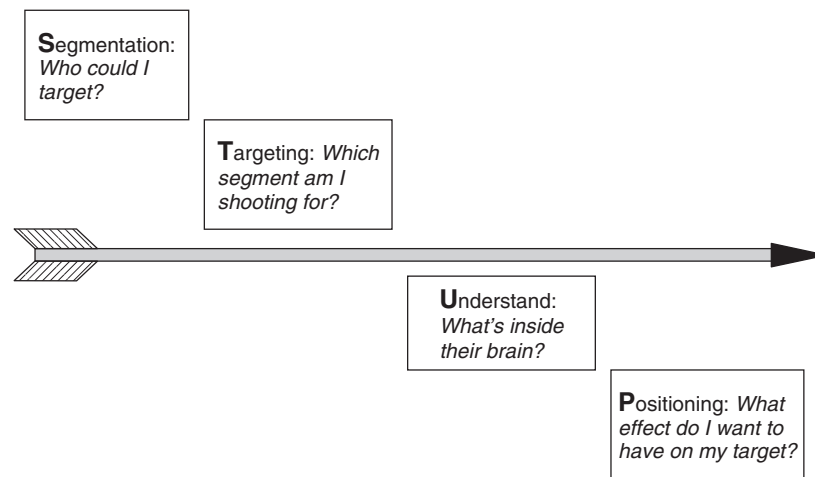 Segmentation:
Who could I
target?
Targeting: Which
segment am I
shooting for?
Understand:
What's inside
their brain?
Positioning: What
effect do I want to
have on my target?